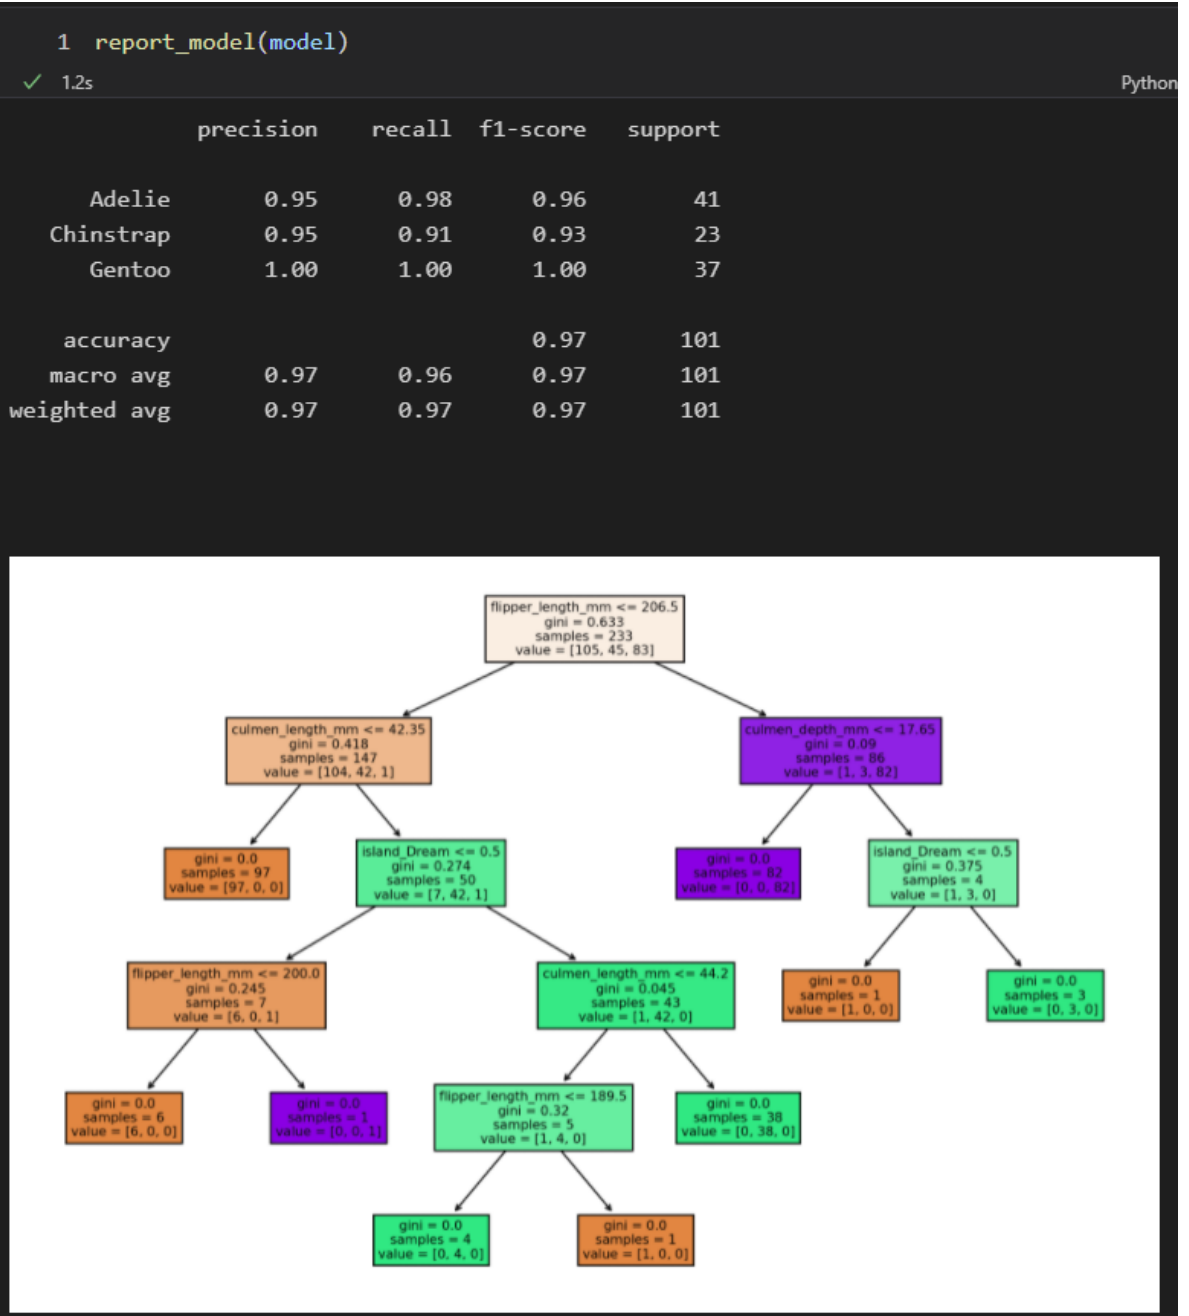 1 report_model(model)
1.2s
Python
precision recall f1-score support
Adelie 0.95 0.98 0.96 41
Chinstrap 0.95 0.91 0.93 23
Gentoo 1.00 1.00 1.00 37
accuracy 0.97 101
macro avg 0.97 0.96 0.97 101
weighted avg 0.97 0.97 0.97 101
flipper_length_mm <= 206.5
gini = 0.633
samples = 233
value = [105, 45, 83]
culmen_length_mm <= 42.35
gini = 0.418
samples = 147
value = [104, 42, 1]
culmen_depth_mm <= 17.65
gini = 0.09
samples = 86
value = [1, 3, 82]
gini = 0.0
samples = 97
value = [97, 0, 0]
island_Dream <= 0.5
gini = 0.274
samples = 50
value = [7, 42, 1]
gini = 0.0
samples = 82
value = [0, 0, 82]
island_Dream <= 0.5
gini = 0.375
samples = 4
value = [1, 3, 0]
flipper_length_mm <= 200.0
gini = 0.245
samples = 7
value = [6, 0, 1]
culmen_length_mm <= 44.2
gini = 0.045
samples = 43
value = [1, 42, 0]
gini = 0.0
samples = 1
value = [1, 0, 0]
gini = 0.0
samples = 3
value = [0, 3, 0]
gini = 0.0
samples = 6
value = [6, 0, 0]
gini = 0.0
samples = 1
value = [0, 0, 1]
flipper_length_mm <= 189.5
gini = 0.32
samples = 5
value = [1, 4, 0]
gini = 0.0
samples = 38
value = [0, 38, 0]
gini = 0.0
samples = 4
value = [0, 4, 0]
gini = 0.0
samples = 1
value = [1, 0, 0]